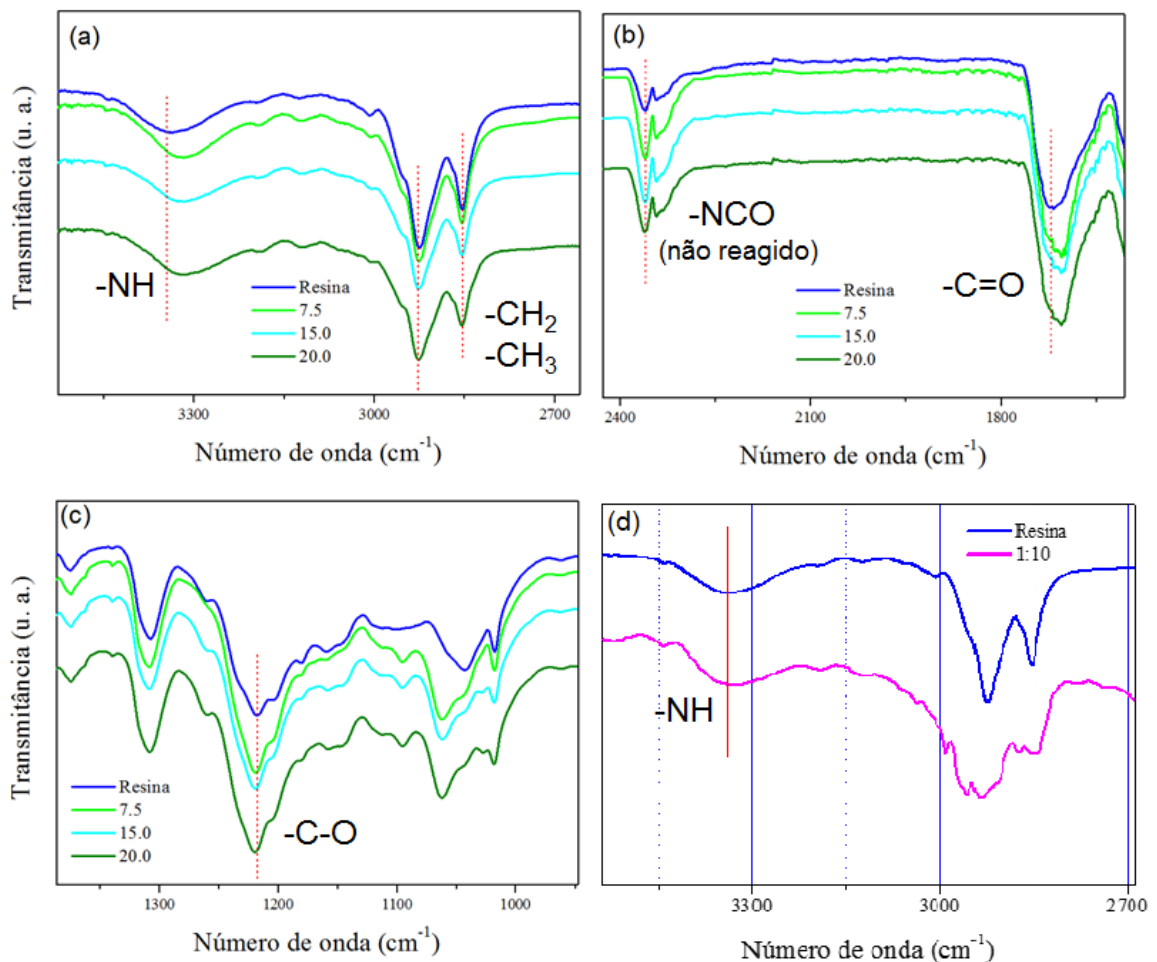 (a)
Transmitância (u. a.)
-NH
Resina
7.5
15.0
20.0
-CH₂
-CH₃
3300
3000
2700
Número de onda (cm⁻¹)
(b)
-NCO
(não reagido)
-C=O
Resina
7.5
15.0
20.0
2400
2100
1800
Número de onda (cm⁻¹)
(c)
Transmitância (u. a.)
Resina
7.5
15.0
20.0
-C-O
1300
1200
1100
1000
Número de onda (cm⁻¹)
(d)
Resina
1:10
-NH
3300
3000
2700
Número de onda (cm⁻¹)